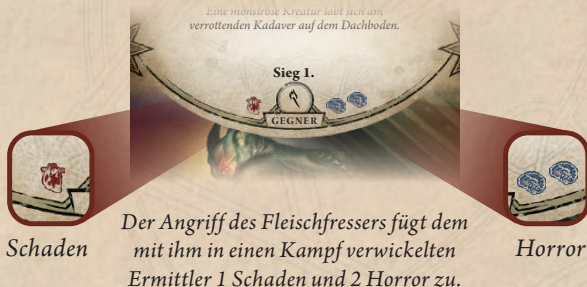 Eine monströse Kreatur labt sich am
verrottenden Kadaver auf dem Dachboden.
Sieg 1.
GEGNER
Schaden
Der Angriff des Fleischfressers fügt dem
mit ihm in einen Kampf verwickelten
Ermittler 1 Schaden und 2 Horror zu.
Horror